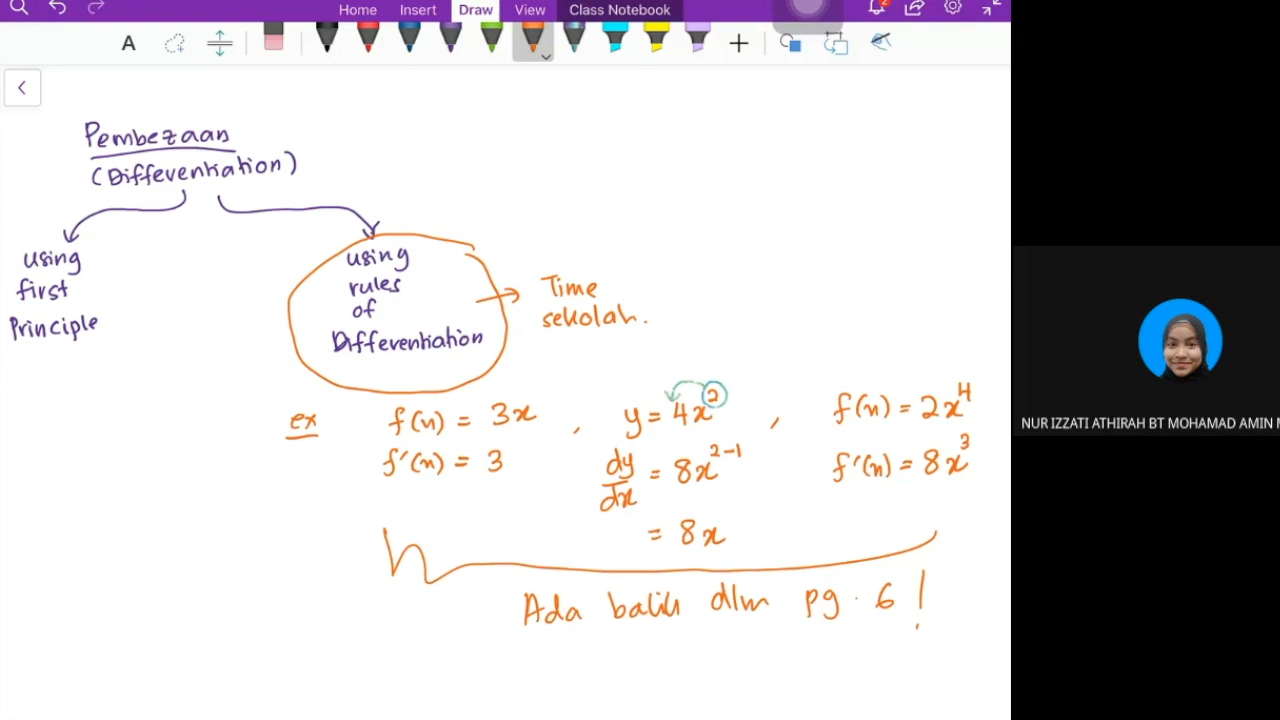 Home Insert Draw View Class Notebook
2
A
Pembezaan
(Differentiation)
using
first
Principle
using
rules
of
Differentiation
Time
sekolah.
ex f(x) = 3x , y = 4x² , f(x) = 2x⁴
f'(x) = 3 dy/dx = 8x²⁻¹ f'(x) = 8x³
= 8x
Ada balik dlm pg. 6 !
NUR IZZATI ATHIRAH BT MOHAMAD AMIN M